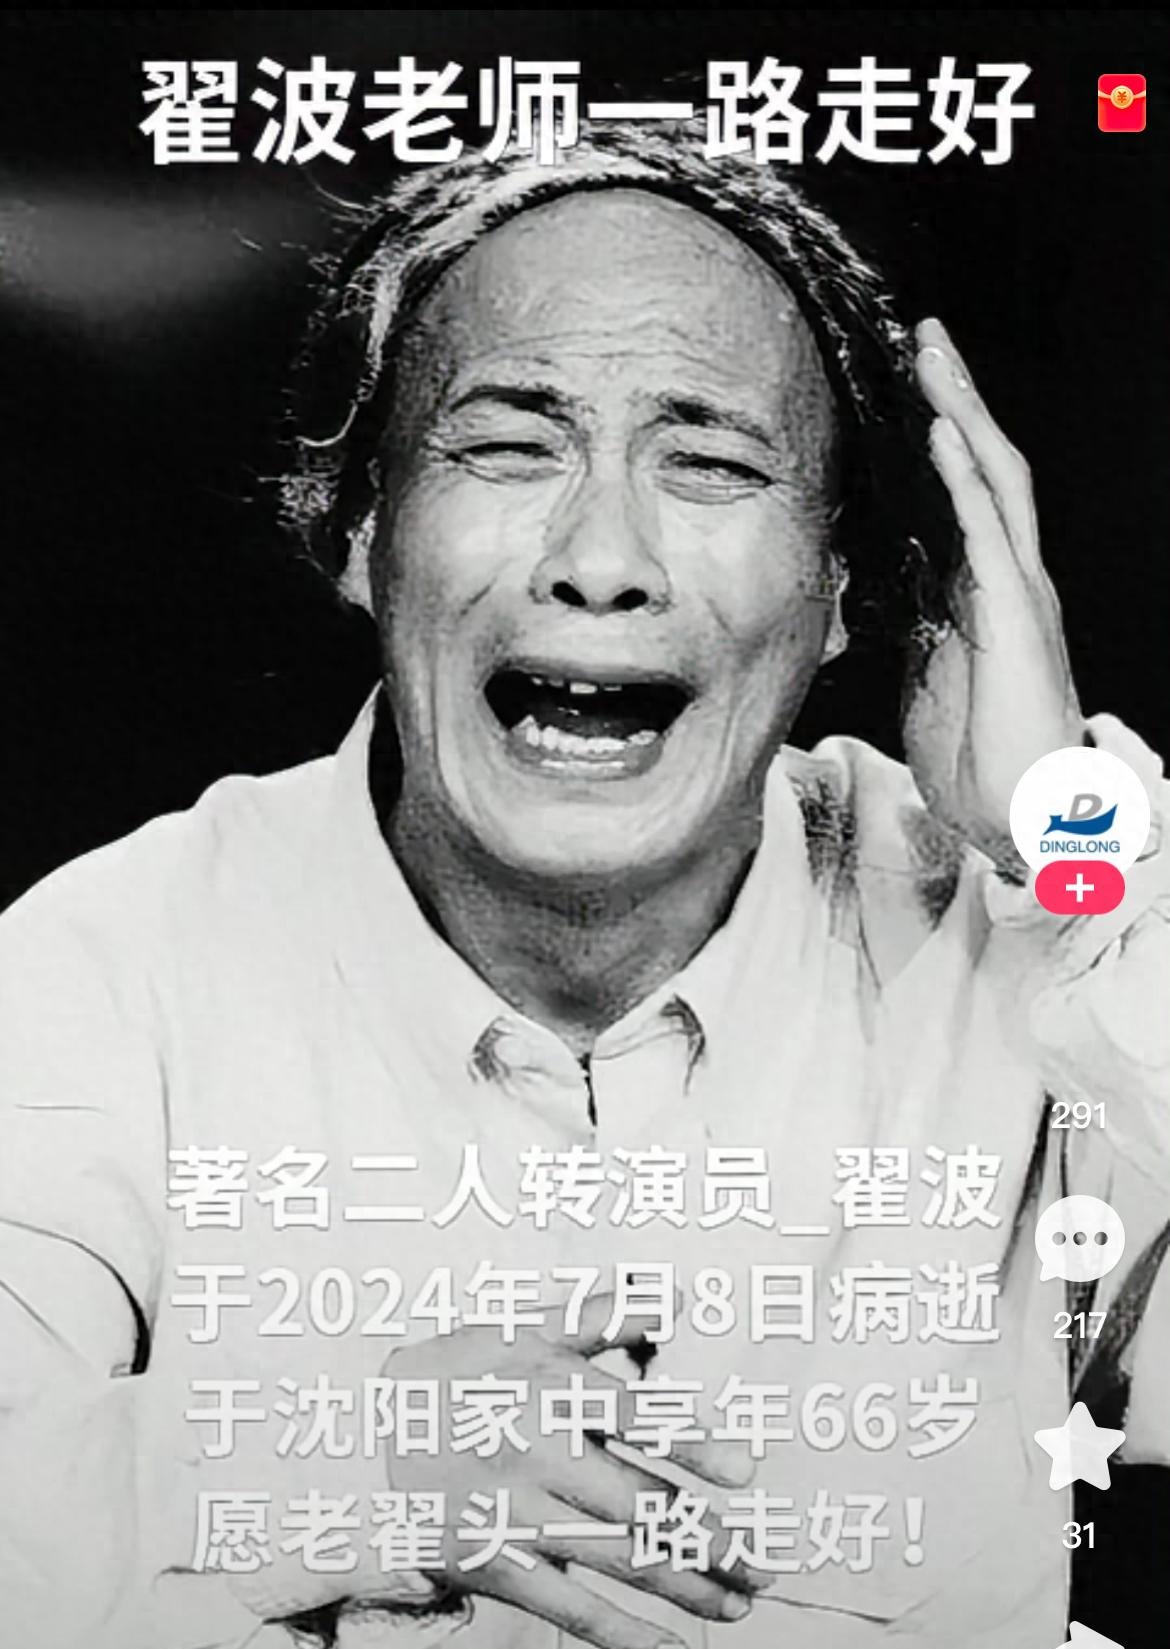 翟波老师一路走好
D
DINGLONG
291
著名二人转演员_翟波
于2024年7月8日病逝
217
于沈阳家中享年66岁
31
愿老翟头一路走好！